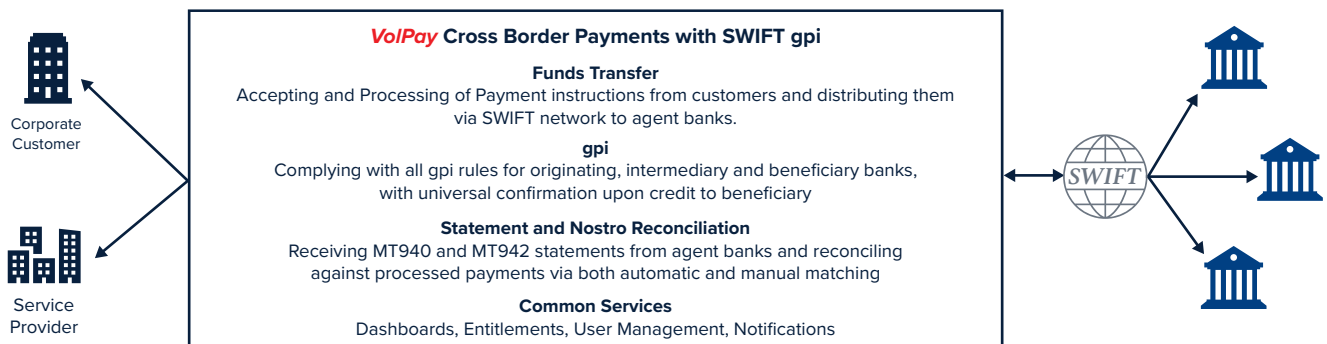 VolPay Cross Border Payments with SWIFT gpi
Funds Transfer
Accepting and Processing of Payment instructions from customers and distributing them
via SWIFT network to agent banks.
gpi
Complying with all gpi rules for originating, intermediary and beneficiary banks,
with universal confirmation upon credit to beneficiary
Statement and Nostro Reconciliation
Receiving MT940 and MT942 statements from agent banks and reconciling
against processed payments via both automatic and manual matching
Common Services
Dashboards, Entitlements, User Management, Notifications
Corporate
Customer
Service
Provider
SWIFT